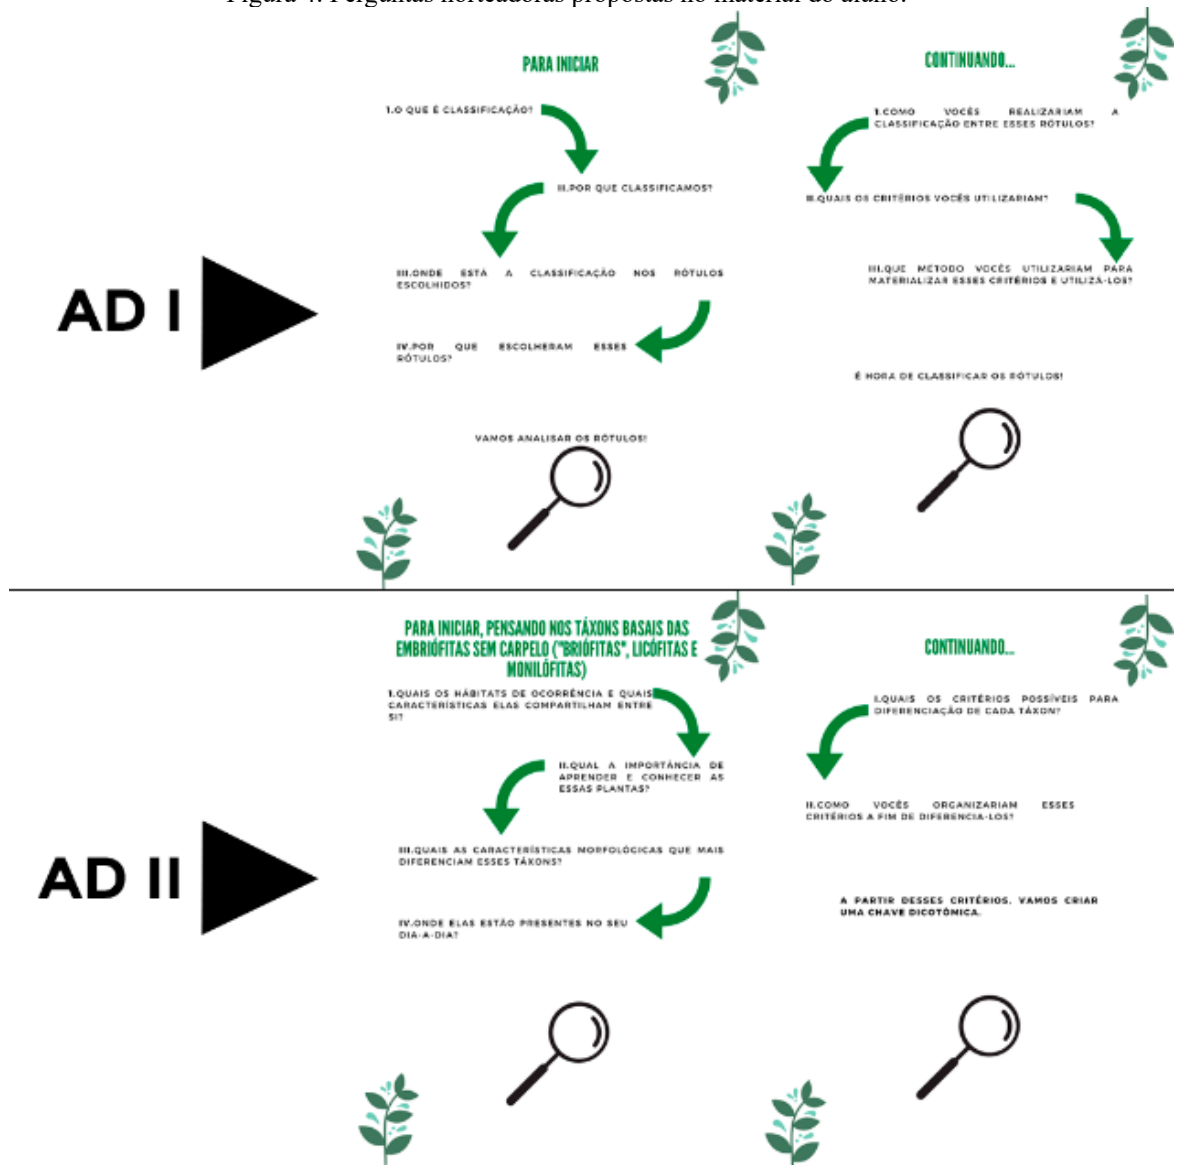 Figura 4. Perguntas norteadoras propostas no material do aluno.
PARA INICIAR
I.O QUE É CLASSIFICAÇÃO?
II.POR QUE CLASSIFICAMOS?
III.ONDE ESTÁ A CLASSIFICAÇÃO NOS RÓTULOS
ESCOLHIDOS?
IV.POR QUE ESCOLHERAM ESSES
RÓTULOS?
VAMOS ANALISAR OS RÓTULOS!
CONTINUANDO...
I.COMO VOCÊS REALIZARIAM A
CLASSIFICAÇÃO ENTRE ESSES RÓTULOS?
II.QUAIS OS CRITÉRIOS VOCÊS UTILIZARIAM?
III.QUE METODO VOCÊS UTILIZARIAM PARA
MATERIALIZAR ESSES CRITÉRIOS E UTILIZÁ-LOS?
É HORA DE CLASSIFICAR OS RÓTULOS!
AD I
PARA INICIAR, PENSANDO NOS TÁXONS BASAIS DAS
EMBRIÓFITAS SEM CARPELO ("BRIÓFITAS", LICÓFITAS E
MONILÓFITAS)
I.QUAIS OS HÁBITATS DE OCORRÊNCIA E QUAIS
CARACTERÍSTICAS ELAS COMPARTILHAM ENTRE
SI?
II.QUAL A IMPORTÂNCIA DE
APRENDER E CONHECER AS
ESSAS PLANTAS?
III.QUAIS AS CARACTERÍSTICAS MORFOLÓGICAS QUE MAIS
DIFERENCIAM ESSES TÁXONS?
IV.ONDE ELAS ESTÃO PRESENTES NO SEU
DIA-A-DIA?
CONTINUANDO...
I.QUAIS OS CRITÉRIOS POSSÍVEIS PARA
DIFERENCIAÇÃO DE CADA TÁXON?
II.COMO VOCÊS ORGANIZARIAM ESSES
CRITÉRIOS A FIM DE DIFERENCIA-LOS?
A PARTIR DESSES CRITÉRIOS, VAMOS CRIAR
UMA CHAVE DICOTÔMICA.
AD II